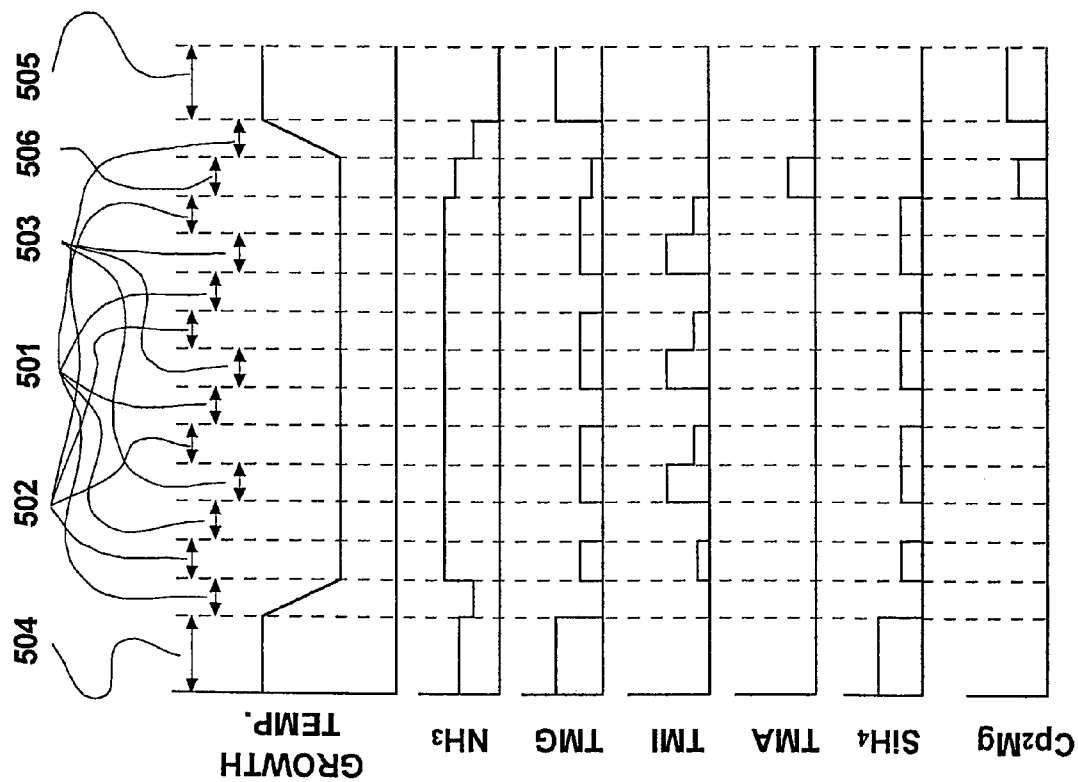 504 502 501 503 506 505
GROWTH
TEMP.
NH₃
TMG
TMI
TMA
SiH₄
Cp₂Mg